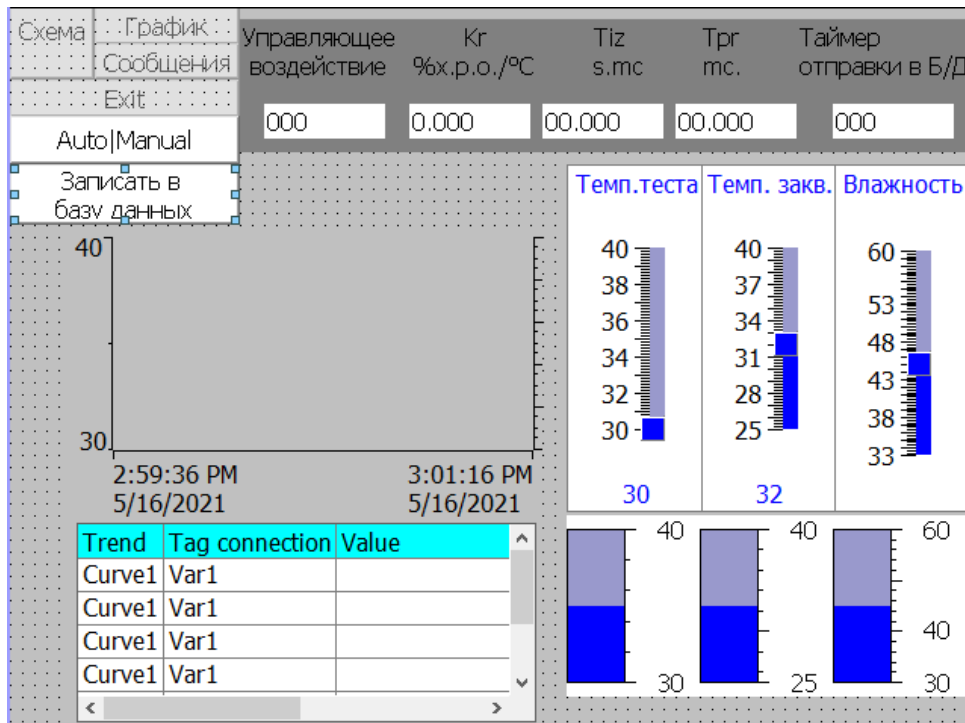 Схема
График
Сообщения
Exit
Auto|Manual
Записать в
базу данных
Управляющее
воздействие
000
Kr
%х.р.о./°C
0.000
Tiz
s.mc
00.000
Tpr
mc.
00.000
Таймер
отправки в Б/Д
000
40
30
2:59:36 PM
5/16/2021
3:01:16 PM
5/16/2021
Trend Tag connection Value
Curve1 Var1
Curve1 Var1
Curve1 Var1
Curve1 Var1
Темп.теста
40
38
36
34
32
30
30
Темп. закв.
40
37
34
31
28
25
32
Влажность
60
53
48
43
38
33
40
30
40
25
60
40
30